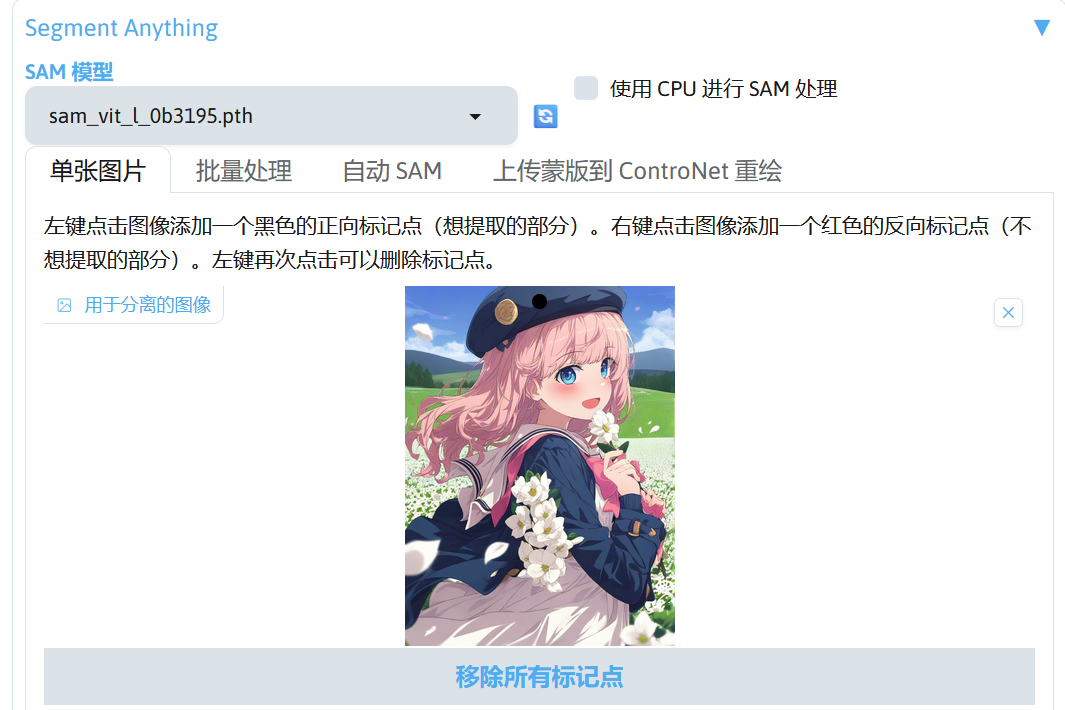 Segment Anything
SAM 模型
sam_vit_l_0b3195.pth
使用 CPU 进行 SAM 处理
单张图片
批量处理
自动 SAM
上传蒙版到 ControNet 重绘
左键点击图像添加一个黑色的正向标记点（想提取的部分）。右键点击图像添加一个红色的反向标记点（不
想提取的部分）。左键再次点击可以删除标记点。
用于分离的图像
移除所有标记点